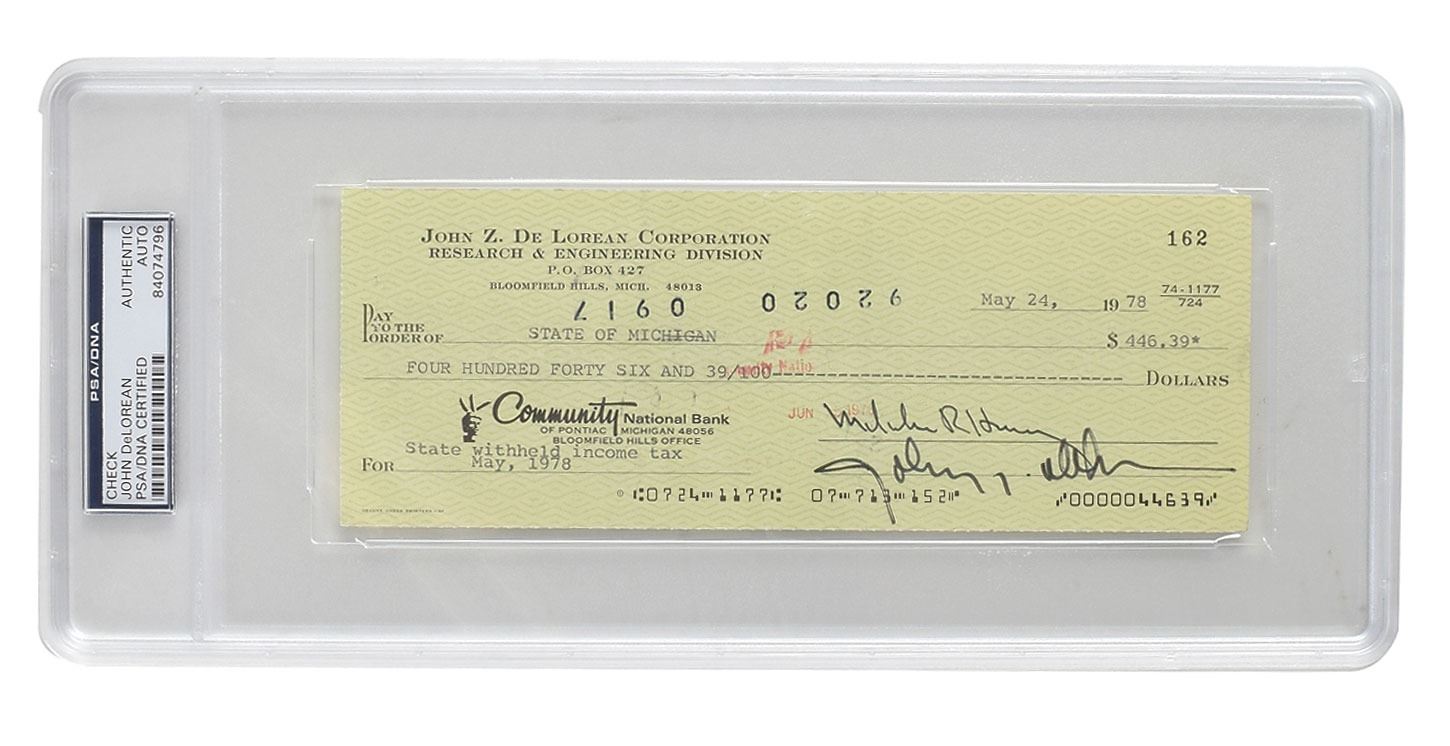 PSA/DNA
CHECK AUTHENTIC
JOHN DeLOREAN AUTO
PSA/DNA CERTIFIED 84074796
JOHN Z. DE LOREAN CORPORATION
RESEARCH & ENGINEERING DIVISION
P.O. BOX 427
BLOOMFIELD HILLS, MICH. 48013
162
7160 02026
May 24, 1978
74-1177
724
PAY
TO THE
ORDER OF STATE OF MICHIGAN $ 446.39*
FOUR HUNDRED FORTY SIX AND 39/100 DOLLARS
Community National Bank
OF PONTIAC MICHIGAN 48056
BLOOMFIELD HILLS OFFICE
JUN
State withheld income tax
FOR May, 1978
⑆0724⑉1177⑆ 07⑉713⑉152⑈ ⑇0000044639⑇